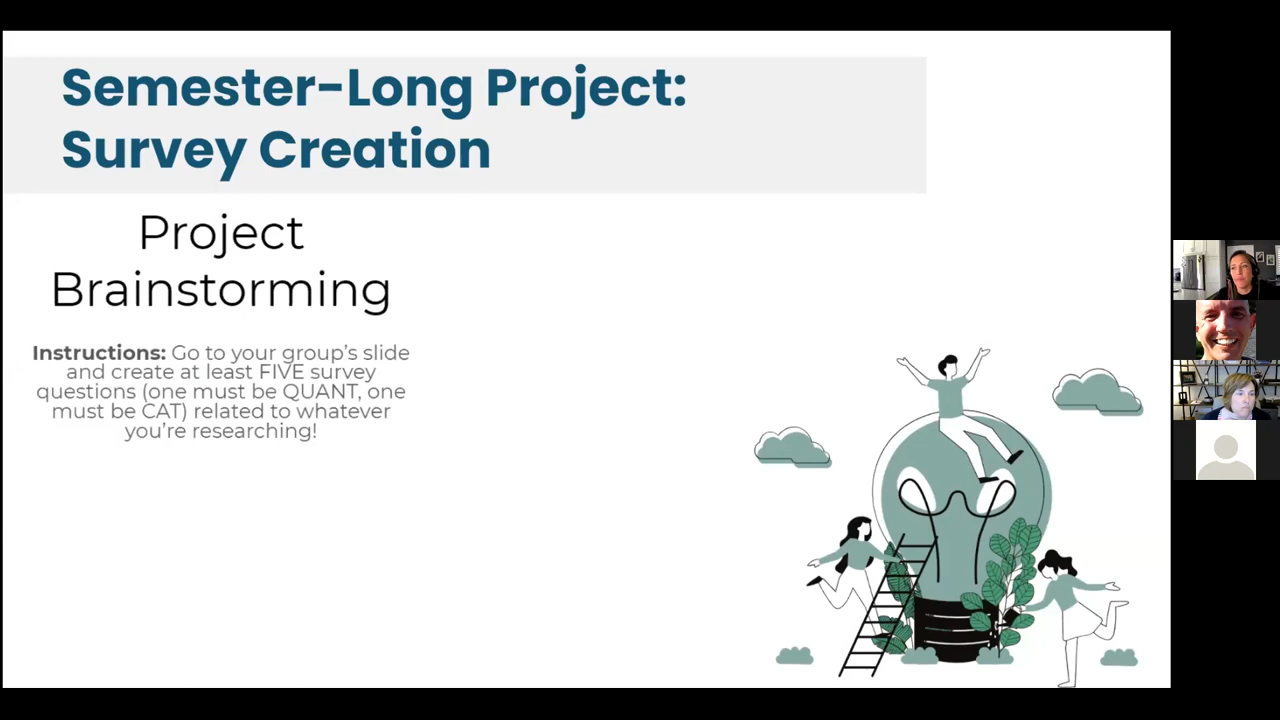 Semester-Long Project:
Survey Creation
Project
Brainstorming
Instructions: Go to your group's slide
and create at least FIVE survey
questions (one must be QUANT, one
must be CAT) related to whatever
you're researching!